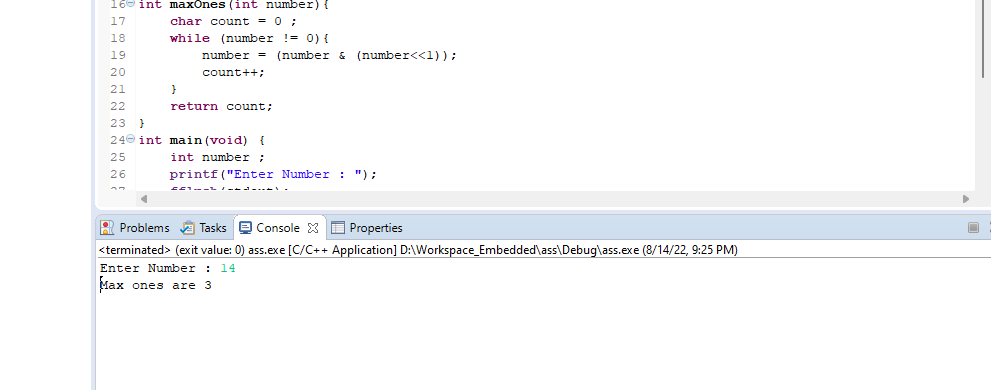 16 int maxOnes(int number){
17 char count = 0 ;
18 while (number != 0){
19 number = (number & (number<<1));
20 count++;
21 }
22 return count;
23 }
24 int main(void) {
25 int number ;
26 printf("Enter Number : ");
Problems Tasks Console Properties
<terminated> (exit value: 0) ass.exe [C/C++ Application] D:\Workspace_Embedded\ass\Debug\ass.exe (8/14/22, 9:25 PM)
Enter Number : 14
Max ones are 3